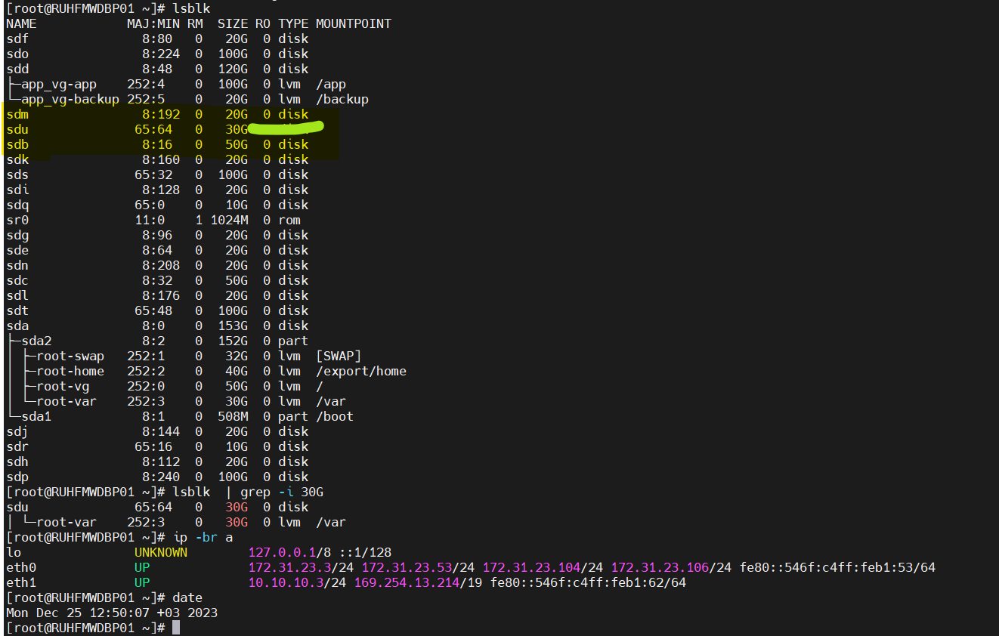 [root@RUHFMWDBP01 ~]# lsblk
NAME MAJ:MIN RM SIZE RO TYPE MOUNTPOINT
sdf 8:80 0 20G 0 disk
sdo 8:224 0 100G 0 disk
sdd 8:48 0 120G 0 disk
├─app_vg-app 252:4 0 100G 0 lvm /app
└─app_vg-backup 252:5 0 20G 0 lvm /backup
sdm 8:192 0 20G 0 disk
sdu 65:64 0 30G
sdb 8:16 0 50G 0 disk
sdk 8:160 0 20G 0 disk
sds 65:32 0 100G 0 disk
sdi 8:128 0 20G 0 disk
sdq 65:0 0 10G 0 disk
sr0 11:0 1 1024M 0 rom
sdg 8:96 0 20G 0 disk
sde 8:64 0 20G 0 disk
sdn 8:208 0 20G 0 disk
sdc 8:32 0 50G 0 disk
sdl 8:176 0 20G 0 disk
sdt 65:48 0 100G 0 disk
sda 8:0 0 153G 0 disk
├─sda2 8:2 0 152G 0 part
│ ├─root-swap 252:1 0 32G 0 lvm [SWAP]
│ ├─root-home 252:2 0 40G 0 lvm /export/home
│ ├─root-vg 252:0 0 50G 0 lvm /
│ └─root-var 252:3 0 30G 0 lvm /var
└─sda1 8:1 0 508M 0 part /boot
sdj 8:144 0 20G 0 disk
sdr 65:16 0 10G 0 disk
sdh 8:112 0 20G 0 disk
sdp 8:240 0 100G 0 disk
[root@RUHFMWDBP01 ~]# lsblk | grep -i 30G
sdu 65:64 0 30G 0 disk
│ └─root-var 252:3 0 30G 0 lvm /var
[root@RUHFMWDBP01 ~]# ip -br a
lo UNKNOWN 127.0.0.1/8 ::1/128
eth0 UP 172.31.23.3/24 172.31.23.53/24 172.31.23.104/24 172.31.23.106/24 fe80::546f:c4ff:feb1:53/64
eth1 UP 10.10.10.3/24 169.254.13.214/19 fe80::546f:c4ff:feb1:62/64
[root@RUHFMWDBP01 ~]# date
Mon Dec 25 12:50:07 +03 2023
[root@RUHFMWDBP01 ~]#